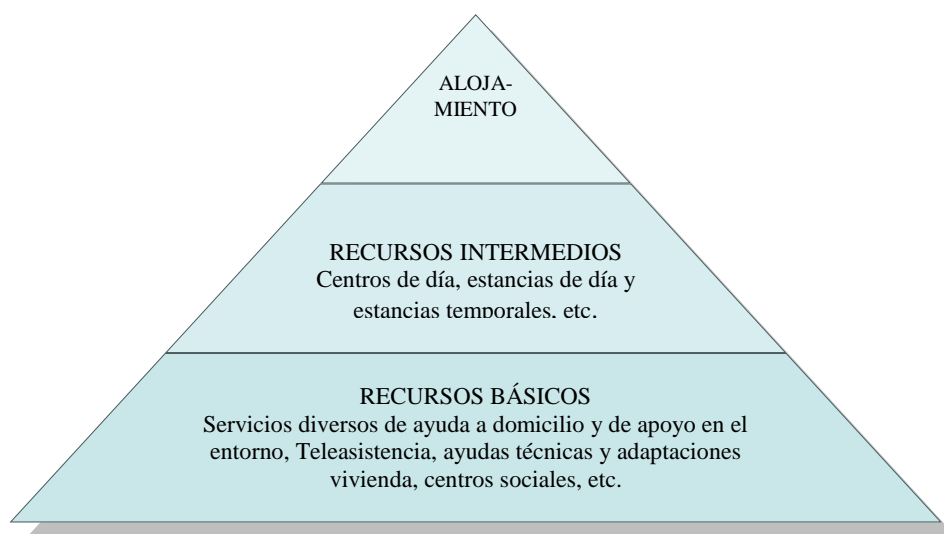 ALOJA-
MIENTO
RECURSOS INTERMEDIOS
Centros de día, estancias de día y
estancias temporales, etc.
RECURSOS BÁSICOS
Servicios diversos de ayuda a domicilio y de apoyo en el
entorno, Teleasistencia, ayudas técnicas y adaptaciones
vivienda, centros sociales, etc.